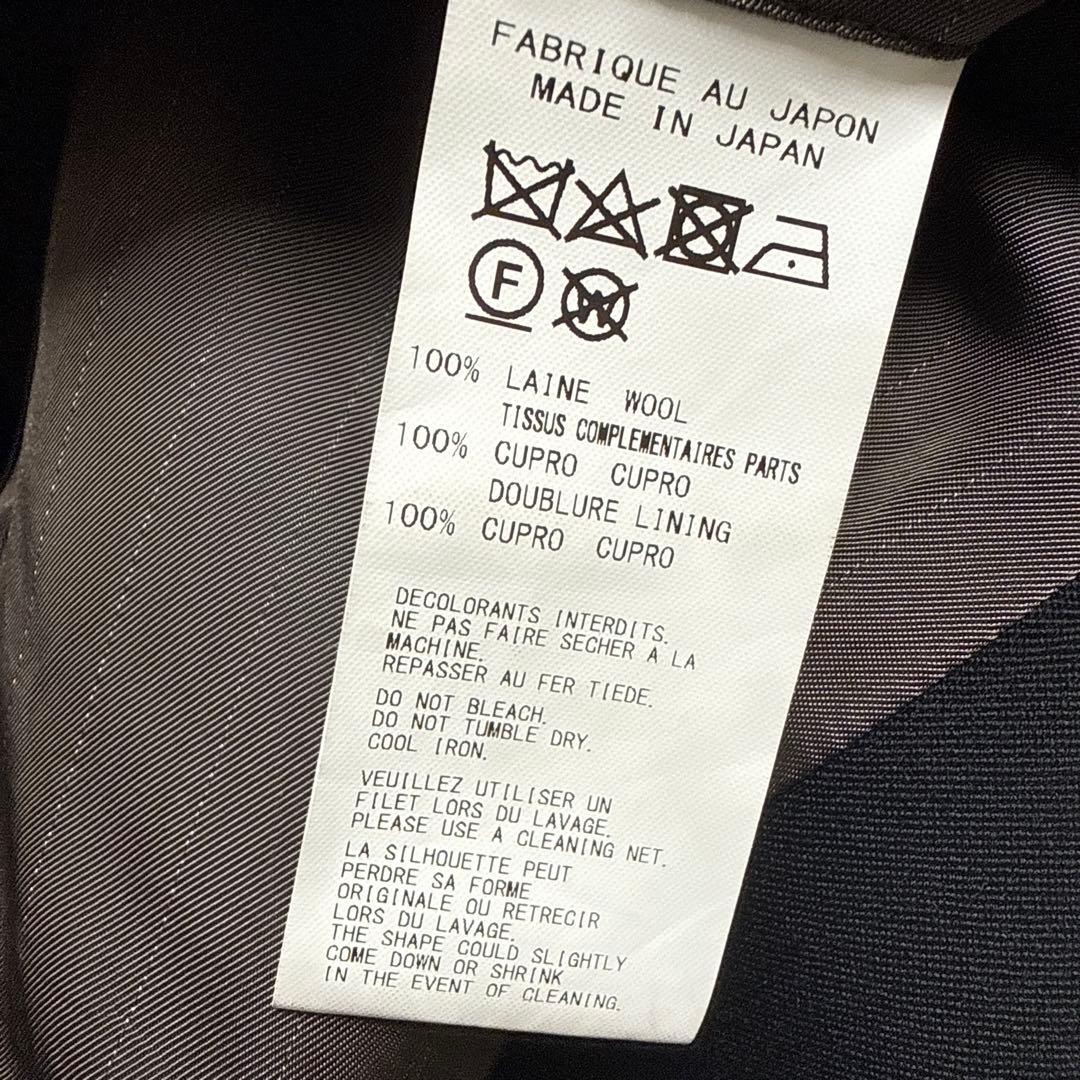 FABRIQUE AU JAPON
MADE IN JAPAN
F W
100% LAINE WOOL
TISSUS COMPLEMENTAIRES PARTS
100% CUPRO CUPRO
DOUBLURE LINING
100% CUPRO CUPRO
DECOLORANTS INTERDITS.
NE PAS FAIRE SECHER A LA
MACHINE.
REPASSER AU FER TIEDE.
DO NOT BLEACH.
DO NOT TUMBLE DRY.
COOL IRON.
VEUILLEZ UTILISER UN
FILET LORS DU LAVAGE.
PLEASE USE A CLEANING NET.
LA SILHOUETTE PEUT
PERDRE SA FORME
ORIGINALE OU RETRECIR
LORS DU LAVAGE.
THE SHAPE COULD SLIGHTLY
COME DOWN OR SHRINK
IN THE EVENT OF CLEANING.